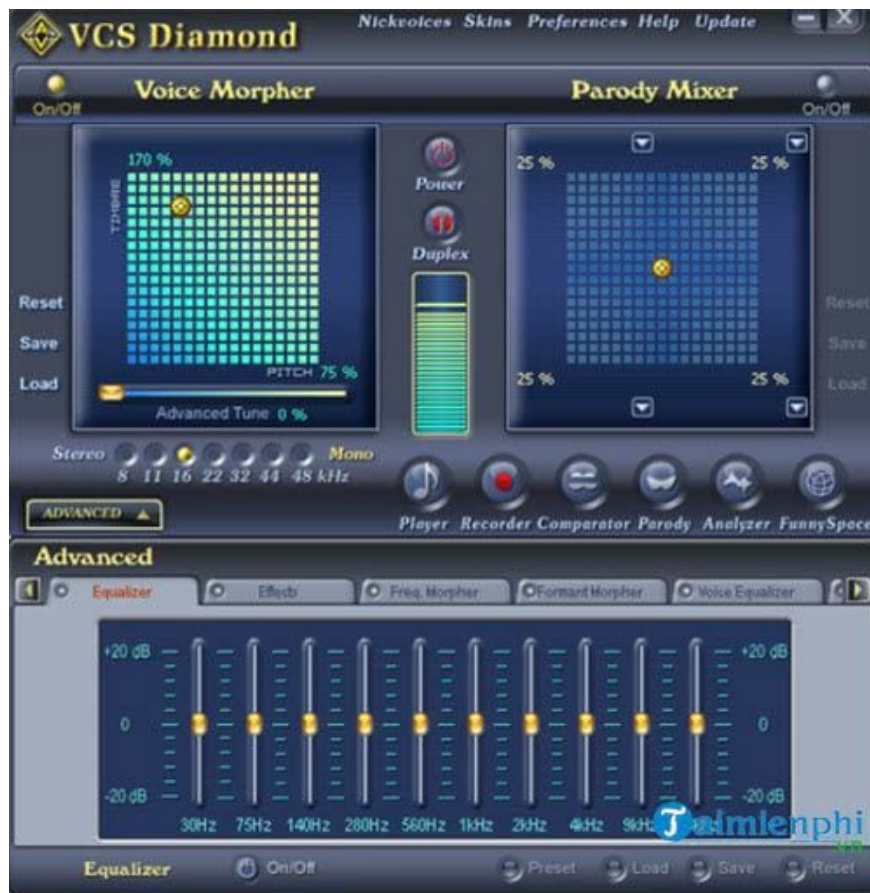 VCS Diamond
Nickvoices Skins Preferences Help Update
On/Off
Voice Morpher
Parody Mixer
On/Off
170 %
TIMBRE
PITCH 75 %
Advanced Tune 0 %
Reset
Save
Load
Power
Duplex
25 %
25 %
25 %
25 %
Reset
Save
Load
Stereo
Mono
8 11 16 22 32 44 48 kHz
ADVANCED
Player Recorder Comparator Parody Analyzer FunnySpace
Advanced
Equalizer
Effects
Freq. Morpher
Formant Morpher
Voice Equalizer
+20 dB
0
-20 dB
+20 dB
0
-20 dB
30Hz 75Hz 140Hz 280Hz 560Hz 1kHz 2kHz 4kHz 9kHz
Taimienphi
.vn
Equalizer
On/Off
Preset
Load
Save
Reset